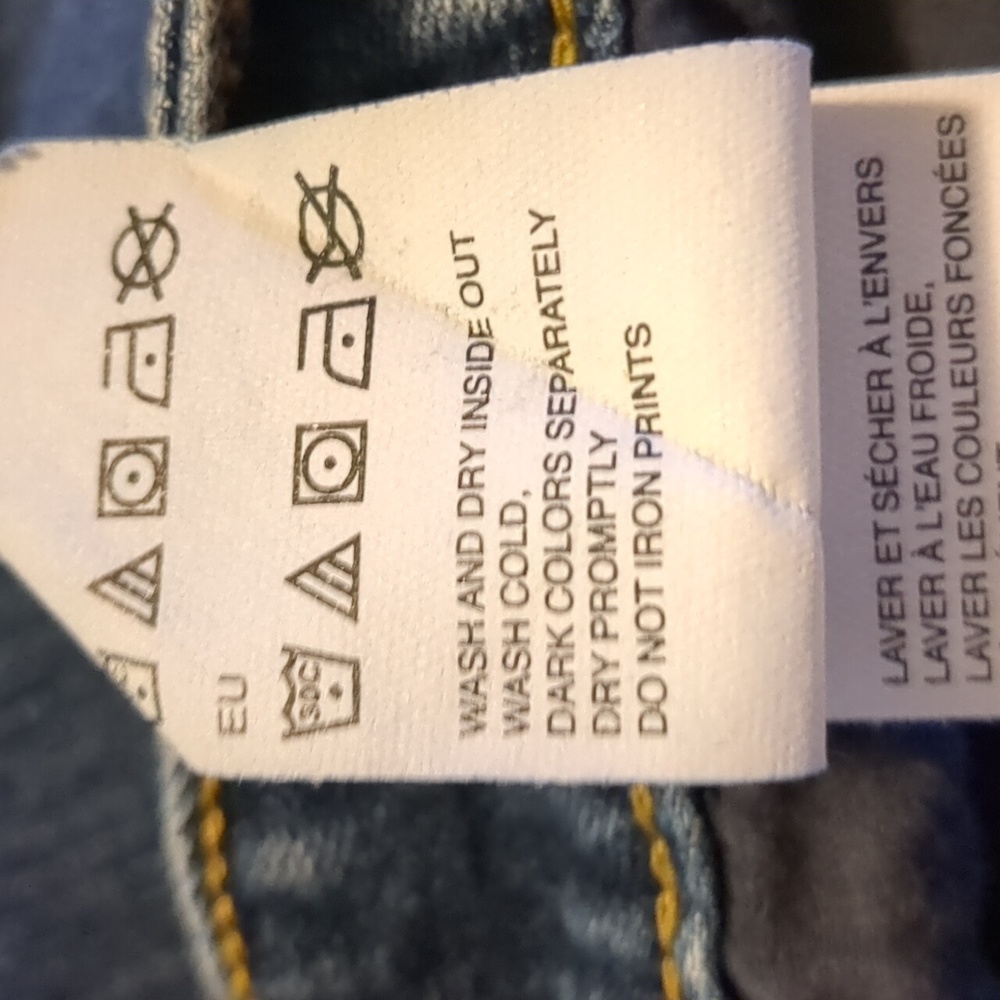 EU
30C
WASH AND DRY INSIDE OUT
WASH COLD,
DARK COLORS SEPARATELY
DRY PROMPTLY
DO NOT IRON PRINTS
LAVER ET SÉCHER À L'ENVERS
LAVER À L'EAU FROIDE,
LAVER LES COULEURS FONCÉES